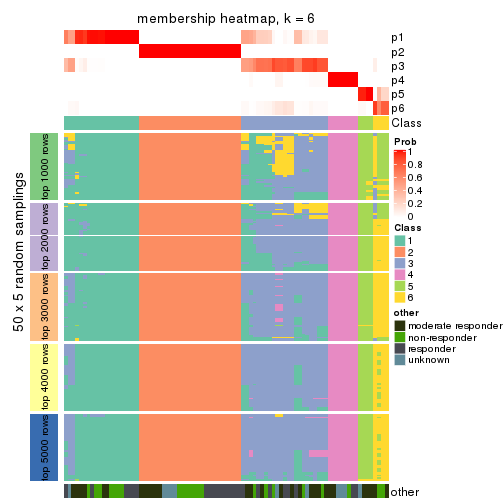 membership heatmap, k = 6
p1
p2
p3
p4
p5
p6
Class
50 x 5 random samplings
top 1000 rows
top 2000 rows
top 3000 rows
top 4000 rows
top 5000 rows
Prob
1
0.8
0.6
0.4
0.2
0
Class
1
2
3
4
5
6
other
moderate responder
non-responder
responder
unknown
other